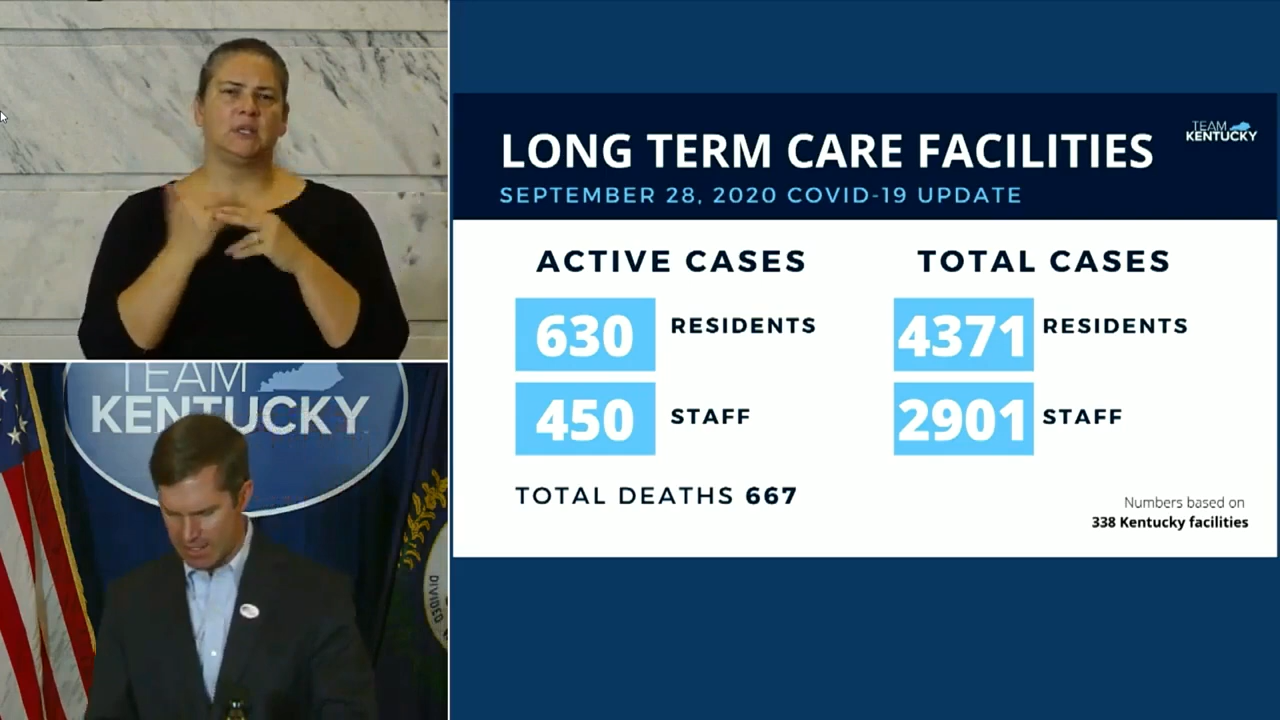 LONG TERM CARE FACILITIES
TEAM
KENTUCKY
SEPTEMBER 28, 2020 COVID-19 UPDATE
ACTIVE CASES
630 RESIDENTS
450 STAFF
TOTAL CASES
4371 RESIDENTS
2901 STAFF
TOTAL DEATHS 667
Numbers based on
338 Kentucky facilities
TEAM
KENTUCKY
DIVIDED